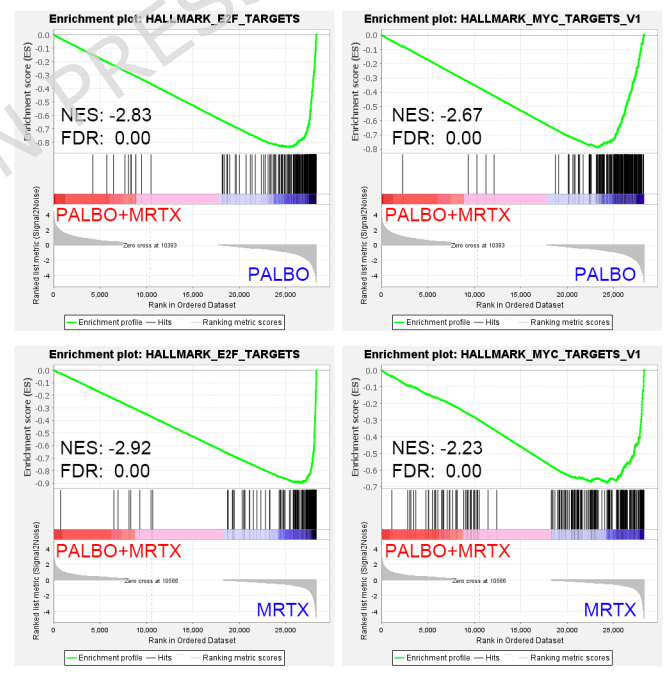 Enrichment plot: HALLMARK_E2F_TARGETS
Enrichment score (ES)
0.0
-0.1
-0.2
-0.3
-0.4
-0.5
-0.6
-0.7
-0.8
NES: -2.83
FDR: 0.00
PALBO+MRTX
Ranked list metric (Signal2Noise)
4
2
0
-2
-4
Zero cross at 10383
PALBO
0 5,000 10,000 15,000 20,000 25,000
Rank in Ordered Dataset
Enrichment profile Hits Ranking metric scores
Enrichment plot: HALLMARK_MYC_TARGETS_V1
Enrichment score (ES)
0.0
-0.1
-0.2
-0.3
-0.4
-0.5
-0.6
-0.7
-0.8
NES: -2.67
FDR: 0.00
PALBO+MRTX
Ranked list metric (Signal2Noise)
4
2
0
-2
-4
Zero cross at 10383
PALBO
0 5,000 10,000 15,000 20,000 25,000
Rank in Ordered Dataset
Enrichment profile Hits Ranking metric scores
Enrichment plot: HALLMARK_E2F_TARGETS
Enrichment score (ES)
0.0
-0.1
-0.2
-0.3
-0.4
-0.5
-0.6
-0.7
-0.8
-0.9
NES: -2.92
FDR: 0.00
PALBO+MRTX
Ranked list metric (Signal2Noise)
4
2
0
-2
-4
Zero cross at 10566
MRTX
0 5,000 10,000 15,000 20,000 25,000
Rank in Ordered Dataset
Enrichment profile Hits Ranking metric scores
Enrichment plot: HALLMARK_MYC_TARGETS_V1
Enrichment score (ES)
0.0
-0.1
-0.2
-0.3
-0.4
-0.5
-0.6
-0.7
NES: -2.23
FDR: 0.00
PALBO+MRTX
Ranked list metric (Signal2Noise)
4
2
0
-2
-4
Zero cross at 10566
MRTX
0 5,000 10,000 15,000 20,000 25,000
Rank in Ordered Dataset
Enrichment profile Hits Ranking metric scores